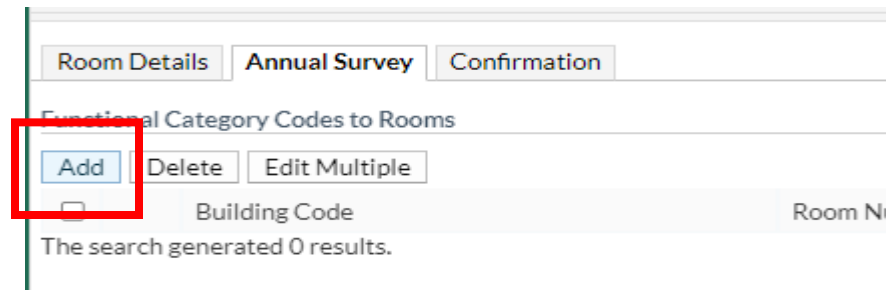 Room Details Annual Survey Confirmation
Functional Category Codes to Rooms
Add Delete Edit Multiple
Building Code Room
The search generated 0 results.